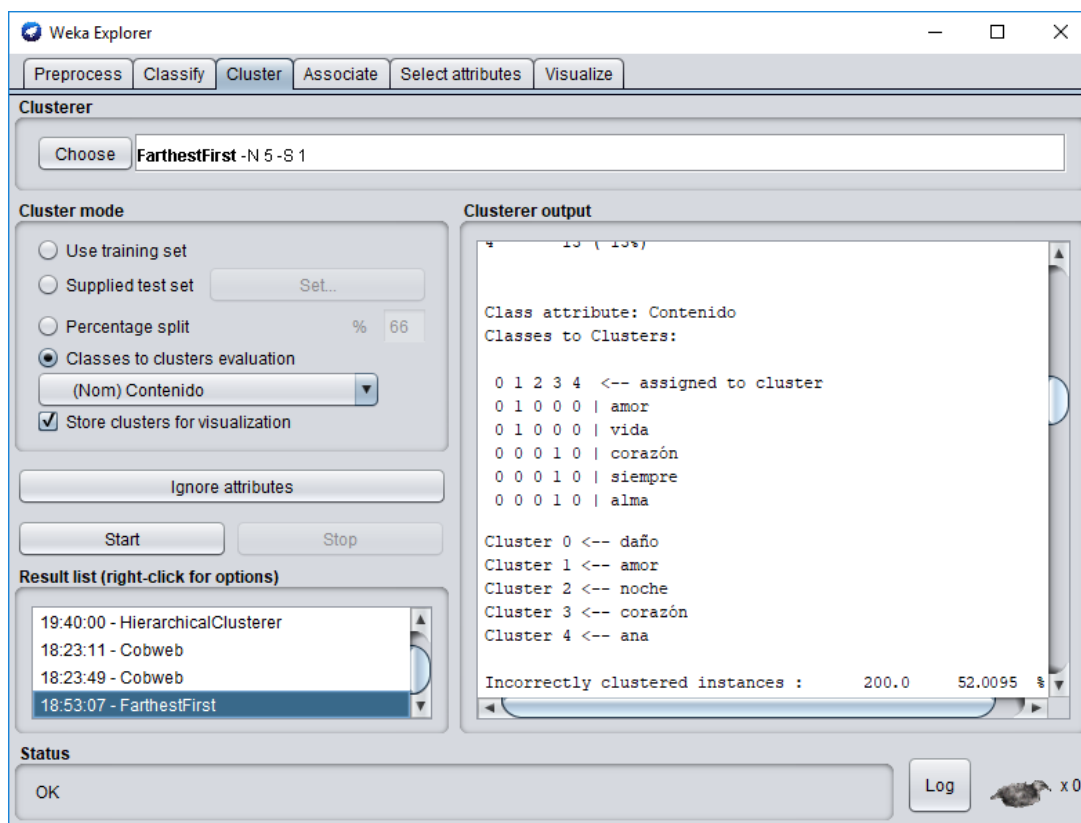 Weka Explorer
Preprocess Classify Cluster Associate Select attributes Visualize
Clusterer
Choose FarthestFirst -N 5 -S 1
Cluster mode
Use training set
Supplied test set Set...
Percentage split % 66
Classes to clusters evaluation
(Nom) Contenido
Store clusters for visualization
Ignore attributes
Start Stop
Result list (right-click for options)
19:40:00 - HierarchicalClusterer
18:23:11 - Cobweb
18:23:49 - Cobweb
18:53:07 - FarthestFirst
Clusterer output
4 13 ( 13%)
Class attribute: Contenido
Classes to Clusters:
0 1 2 3 4 <-- assigned to cluster
0 1 0 0 0 | amor
0 1 0 0 0 | vida
0 0 0 1 0 | corazón
0 0 0 1 0 | siempre
0 0 0 1 0 | alma
Cluster 0 <-- daño
Cluster 1 <-- amor
Cluster 2 <-- noche
Cluster 3 <-- corazón
Cluster 4 <-- ana
Incorrectly clustered instances : 200.0 52.0095 %
Status
OK
Log x 0